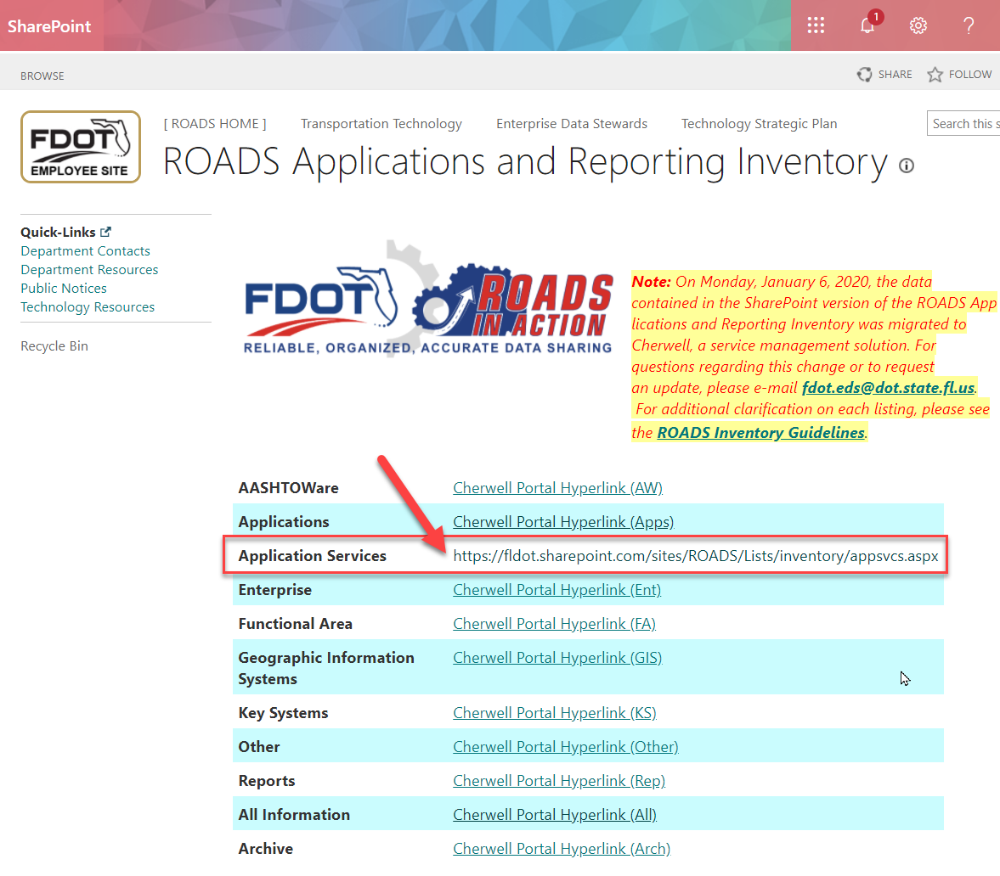 SharePoint
1
?
BROWSE
SHARE
FOLLOW
FDOT
EMPLOYEE SITE
[ ROADS HOME ]
Transportation Technology
Enterprise Data Stewards
Technology Strategic Plan
Search this s
ROADS Applications and Reporting Inventory
Quick-Links
Department Contacts
Department Resources
Public Notices
Technology Resources
Recycle Bin
FDOT
ROADS
IN ACTION
RELIABLE, ORGANIZED, ACCURATE DATA SHARING
Note: On Monday, January 6, 2020, the data
contained in the SharePoint version of the ROADS App
lications and Reporting Inventory was migrated to
Cherwell, a service management solution. For
questions regarding this change or to request
an update, please e-mail fdot.eds@dot.state.fl.us.
For additional clarification on each listing, please see
the ROADS Inventory Guidelines.
AASHTOWare Cherwell Portal Hyperlink (AW)
Applications Cherwell Portal Hyperlink (Apps)
Application Services https://fldot.sharepoint.com/sites/ROADS/Lists/inventory/appsvcs.aspx
Enterprise Cherwell Portal Hyperlink (Ent)
Functional Area Cherwell Portal Hyperlink (FA)
Geographic Information Cherwell Portal Hyperlink (GIS)
Systems
Key Systems Cherwell Portal Hyperlink (KS)
Other Cherwell Portal Hyperlink (Other)
Reports Cherwell Portal Hyperlink (Rep)
All Information Cherwell Portal Hyperlink (All)
Archive Cherwell Portal Hyperlink (Arch)